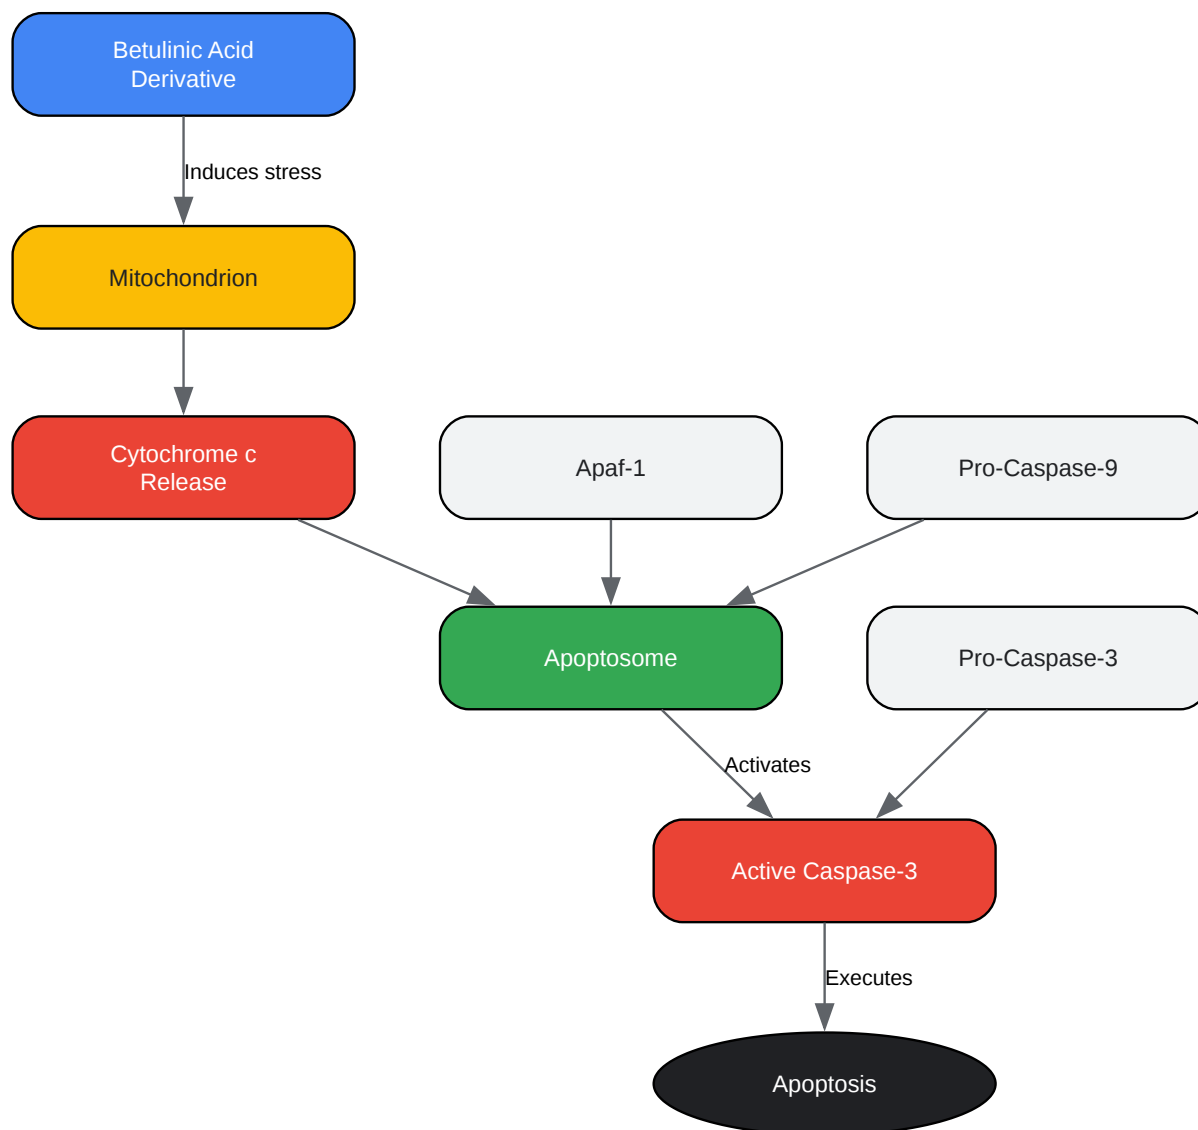 Betulinic Acid
Derivative
Induces stress
Mitochondrion
Cytochrome c
Release
Apaf-1
Pro-Caspase-9
Apoptosome
Pro-Caspase-3
Activates
Active Caspase-3
Executes
Apoptosis